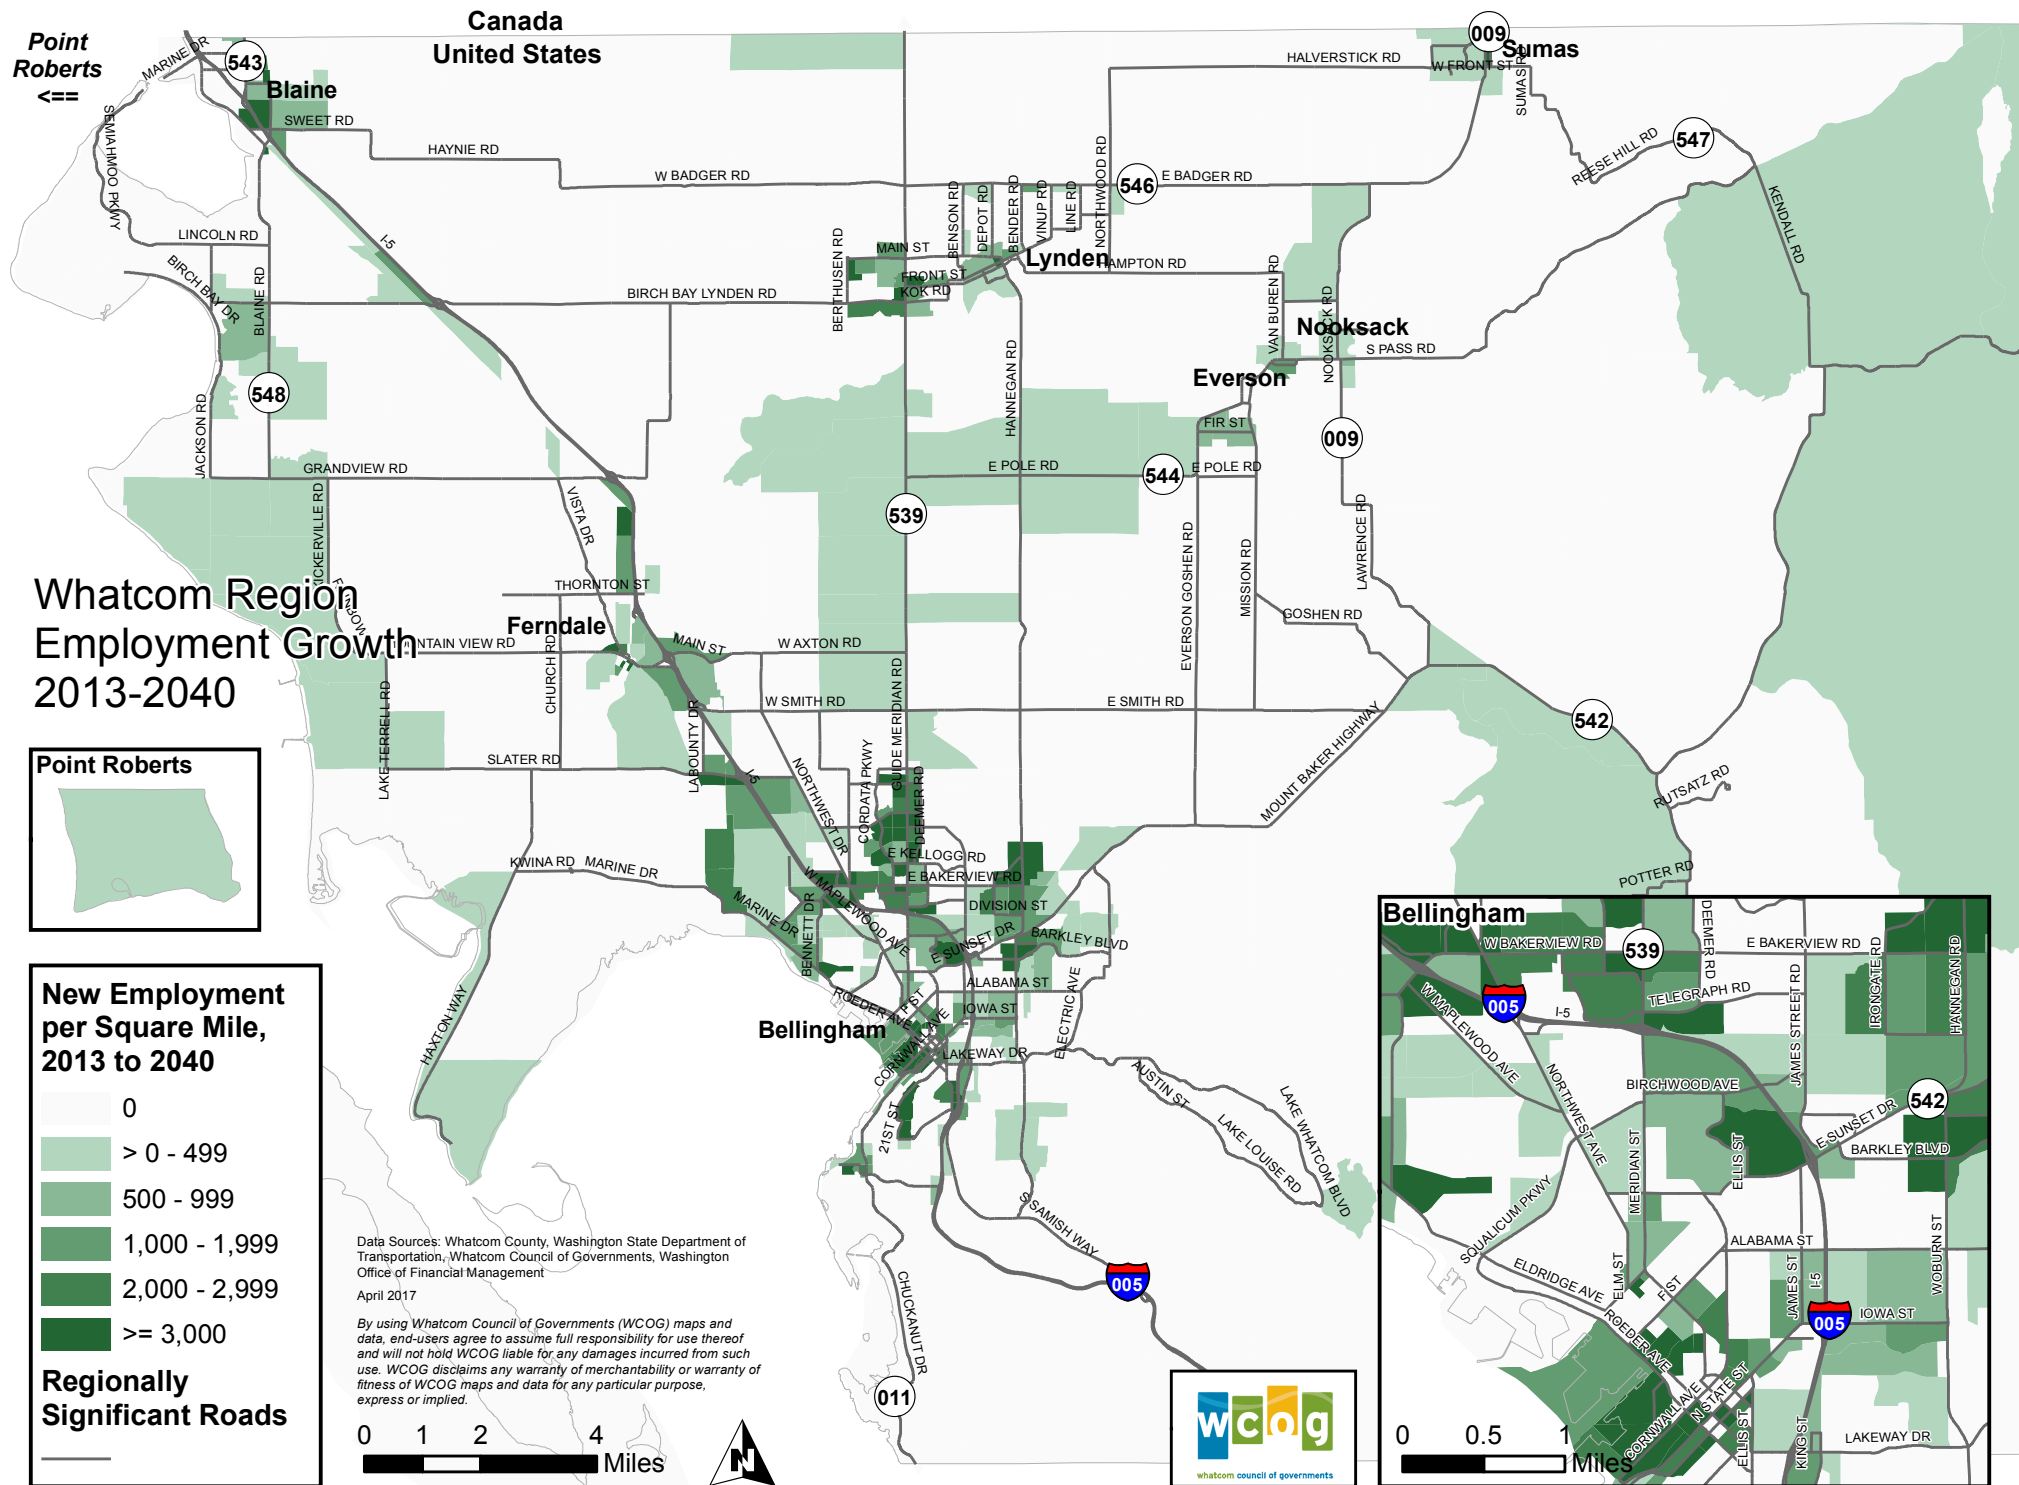 Canada
United States
Point
Roberts
<==
MARINE DR
543
Blaine
SWEET RD
SEMIAHMOO PKWY
HAYNIE RD
W BADGER RD
HALVERSTICK RD
009
Sumas
W FRONT ST
SUMAS RD
REESE HILL RD
547
KENDALL RD
546
E BADGER RD
NORTHWOOD RD
BENSON RD
DEPOT RD
BENDER RD
VINUP RD
LINE RD
LINCOLN RD
I-5
BIRCH BAY DR
BLAINE RD
BERTHUSEN RD
MAIN ST
FRONT ST
KOK RD
Lynden
HAMPTON RD
BIRCH BAY LYNDEN RD
VAN BUREN RD
NOOKSACK RD
Nooksack
S PASS RD
Everson
HANNEGAN RD
548
JACKSON RD
FIR ST
009
GRANDVIEW RD
E POLE RD
544
E POLE RD
KICKERVILLE RD
VISTA DR
539
LAWRENCE RD
EVERSON GOSHEN RD
MISSION RD
Whatcom Region
Employment Growth
2013-2040
THORNTON ST
Ferndale
MAIN ST
GOSHEN RD
W AXTON RD
CHURCH RD
LAKE TERRELL RD
LABOUNTY DR
W SMITH RD
GUIDE MERIDIAN RD
E SMITH RD
542
MOUNT BAKER HIGHWAY
Point Roberts
SLATER RD
I-5
NORTHWEST DR
CORDATA PKWY
DEEMER RD
RUTSATZ RD
KWINA RD
MARINE DR
E KELLOGG RD
E BAKERVIEW RD
POTTER RD
MARINE DR
BENNETT DR
W MAPLEWOOD AVE
DIVISION ST
E SUNSET DR
BARKLEY BLVD
ALABAMA ST
ROEDER AVE
F ST
IOWA ST
ELECTRIC AVE
Bellingham
CORNWALL AVE
LAKEWAY DR
HAXTON WAY
21ST ST
AUSTIN ST
LAKE LOUISE RD
LAKE WHATCOM BLVD
S SAMISH WAY
005
CHUCKANUT DR
011
New Employment
per Square Mile,
2013 to 2040
0
> 0 - 499
500 - 999
1,000 - 1,999
2,000 - 2,999
>= 3,000
Regionally
Significant Roads
Data Sources: Whatcom County, Washington State Department of
Transportation, Whatcom Council of Governments, Washington
Office of Financial Management
April 2017
By using Whatcom Council of Governments (WCOG) maps and
data, end-users agree to assume full responsibility for use thereof
and will not hold WCOG liable for any damages incurred from such
use. WCOG disclaims any warranty of merchantability or warranty of
fitness of WCOG maps and data for any particular purpose,
express or implied.
0 1 2 4
Miles
N
wcog
whatcom council of governments
Bellingham
W BAKERVIEW RD
539
DEEMER RD
E BAKERVIEW RD
IRONGATE RD
HANNEGAN RD
W MAPLEWOOD AVE
005
I-5
TELEGRAPH RD
JAMES STREET RD
NORTHWEST AVE
BIRCHWOOD AVE
542
E SUNSET DR
BARKLEY BLVD
MERIDIAN ST
ELLIS ST
SQUALICUM PKWY
ALABAMA ST
WOBURN ST
ELDRIDGE AVE
ELM ST
F ST
JAMES ST
I-5
005
IOWA ST
ROEDER AVE
CORNWALL AVE
N STATE ST
ELLIS ST
KING ST
LAKEWAY DR
0 0.5 1
Miles